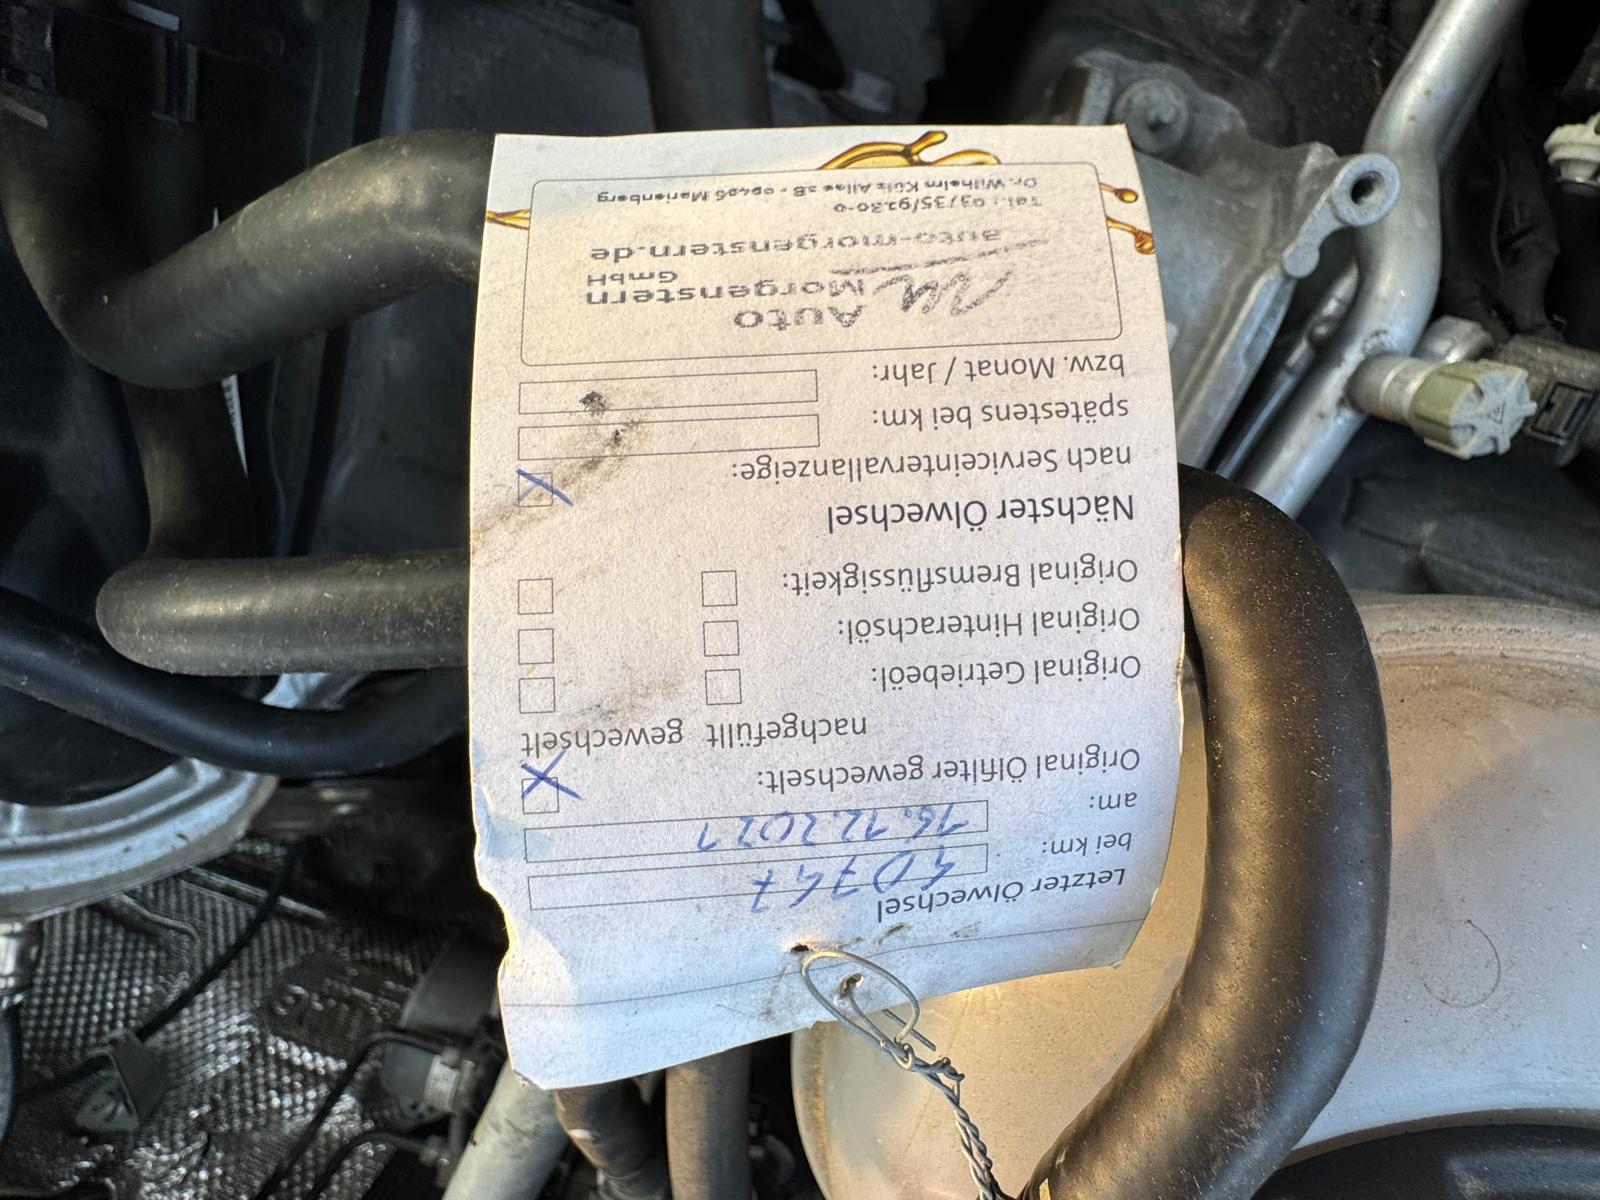 Letzter Ölwechsel
bei km: 40747
am: 16.12.2021
Original Ölfilter gewechselt: X
nachgefüllt gewechselt
Original Getriebeöl:
Original Hinterachsöl:
Original Bremsflüssigkeit:
Nächster Ölwechsel
nach Serviceintervallanzeige: X
spätestens bei km:
bzw. Monat / Jahr:
Auto
Morgenstern
GmbH
auto-morgenstern.de
Tel.: 03735/9130-0
Dr. Wilhelm Külz Allee 2B - 09496 Marienberg